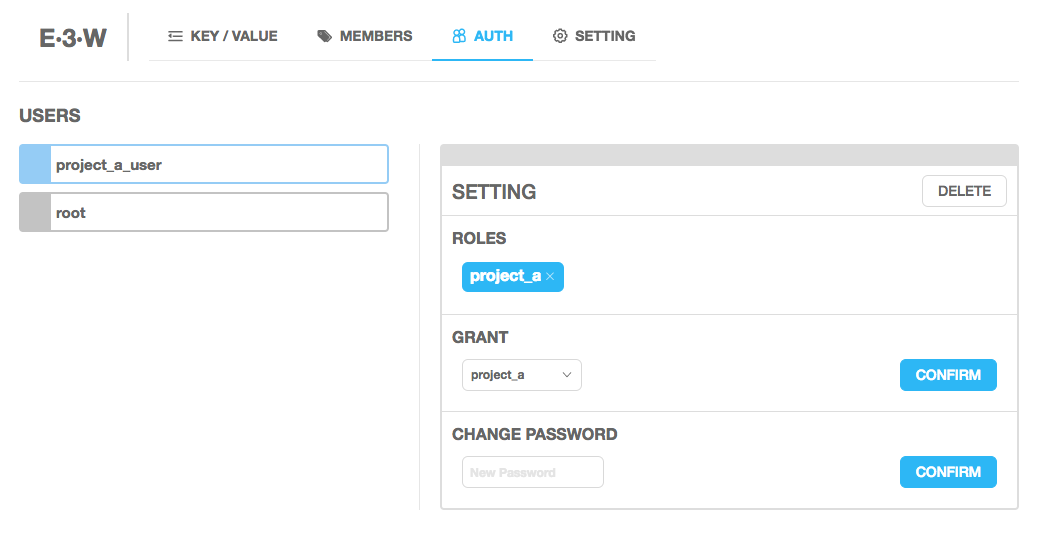 E·3·W KEY / VALUE MEMBERS AUTH SETTING
USERS
project_a_user
root
SETTING DELETE
ROLES
project_a ×
GRANT
project_a CONFIRM
CHANGE PASSWORD
New Password CONFIRM